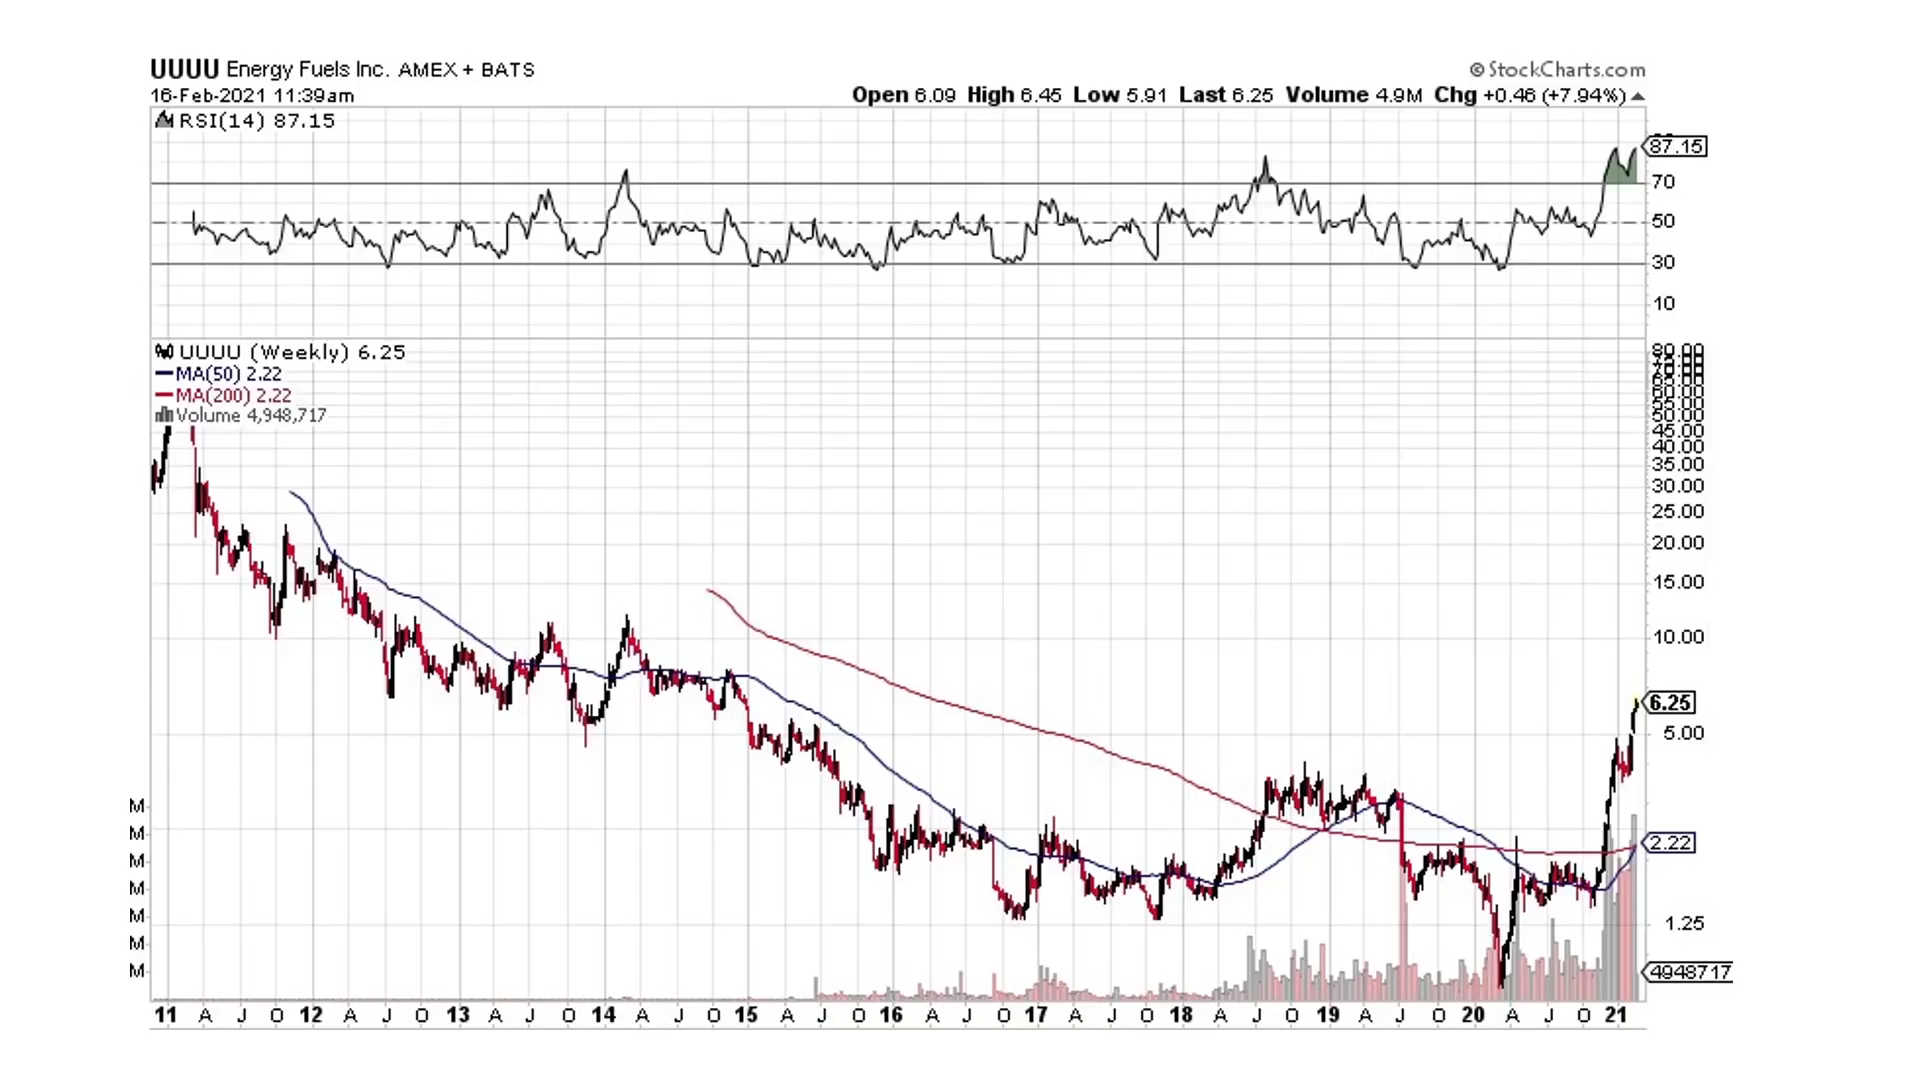 UUUU Energy Fuels Inc. AMEX + BATS
© StockCharts.com
16-Feb-2021 11:39am
Open 6.09 High 6.45 Low 5.91 Last 6.25 Volume 4.9M Chg +0.46 (+7.94%)
RSI(14) 87.15
87.15
70
50
30
10
UUUU (Weekly) 6.25
MA(50) 2.22
MA(200) 2.22
Volume 4,948,717
80.00
45.00
40.00
35.00
30.00
25.00
20.00
15.00
10.00
6.25
5.00
2.22
1.25
4948717
M
M
M
M
M
M
M
11 A J O 12 A J O 13 A J O 14 A J O 15 A J O 16 A J O 17 A J O 18 A J O 19 A J O 20 A J O 21